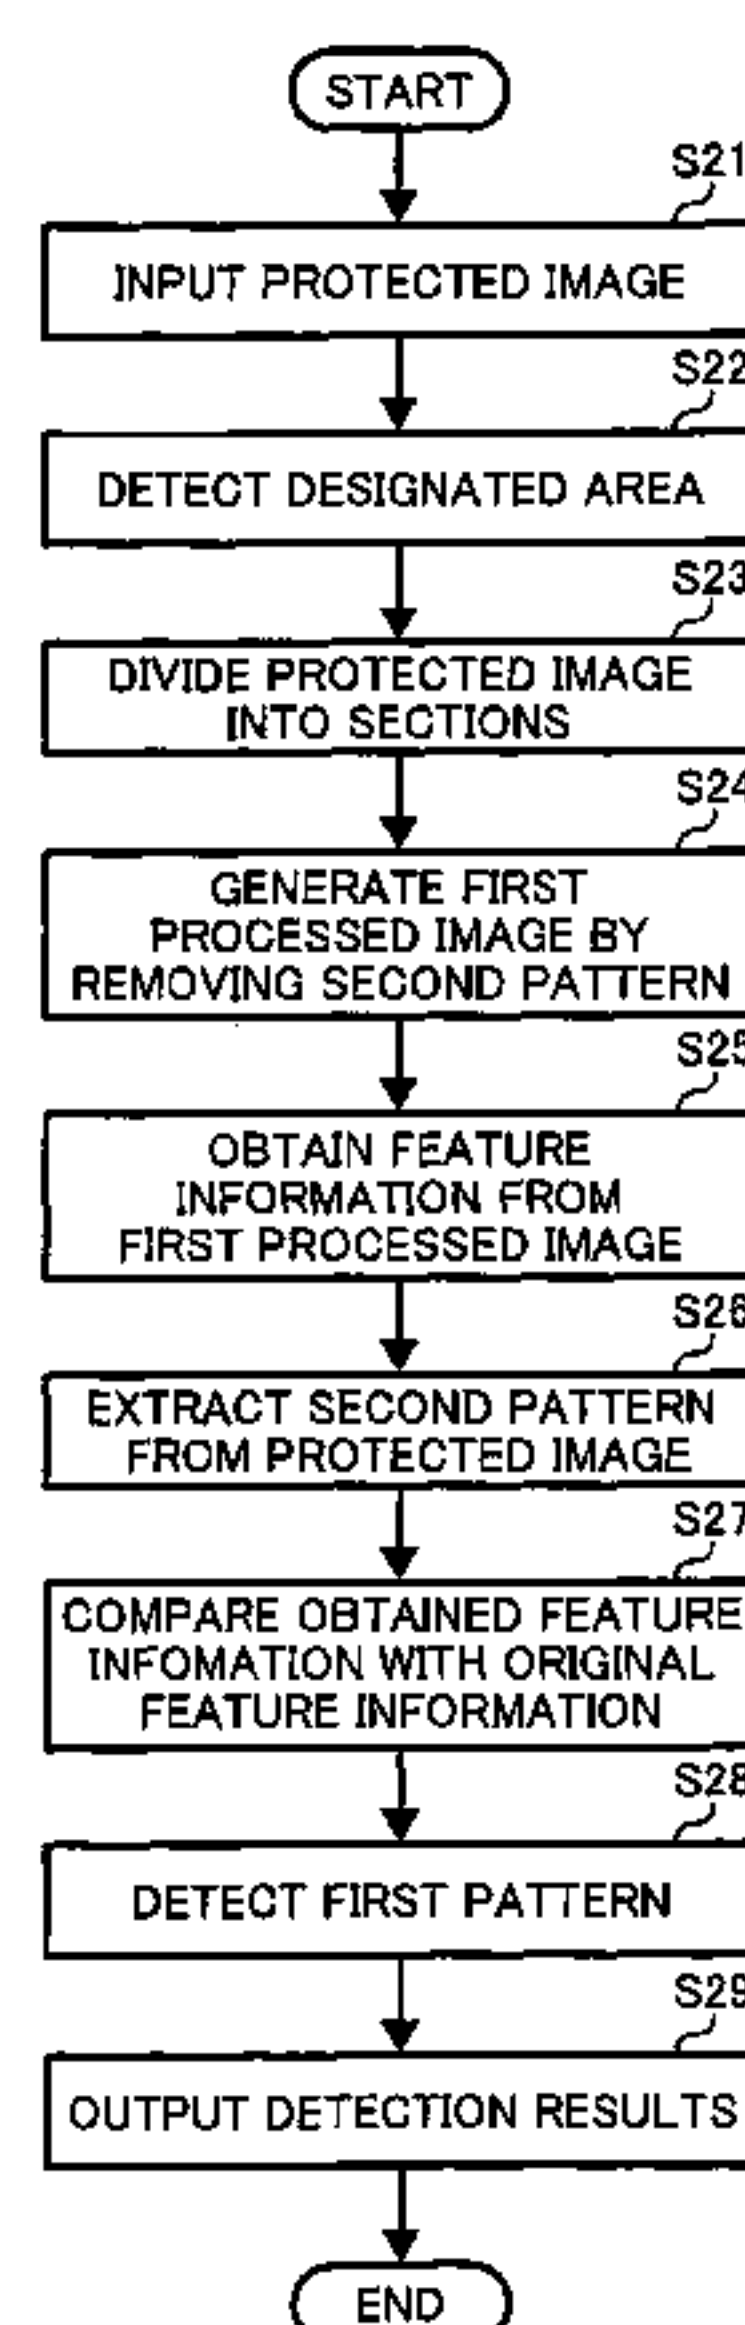 START
S21
INPUT PROTECTED IMAGE
S22
DETECT DESIGNATED AREA
S23
DIVIDE PROTECTED IMAGE
INTO SECTIONS
S24
GENERATE FIRST
PROCESSED IMAGE BY
REMOVING SECOND PATTERN
S25
OBTAIN FEATURE
INFORMATION FROM
FIRST PROCESSED IMAGE
S26
EXTRACT SECOND PATTERN
FROM PROTECTED IMAGE
S27
COMPARE OBTAINED FEATURE
INFOMATION WITH ORIGINAL
FEATURE INFORMATION
S28
DETECT FIRST PATTERN
S29
OUTPUT DETECTION RESULTS
END